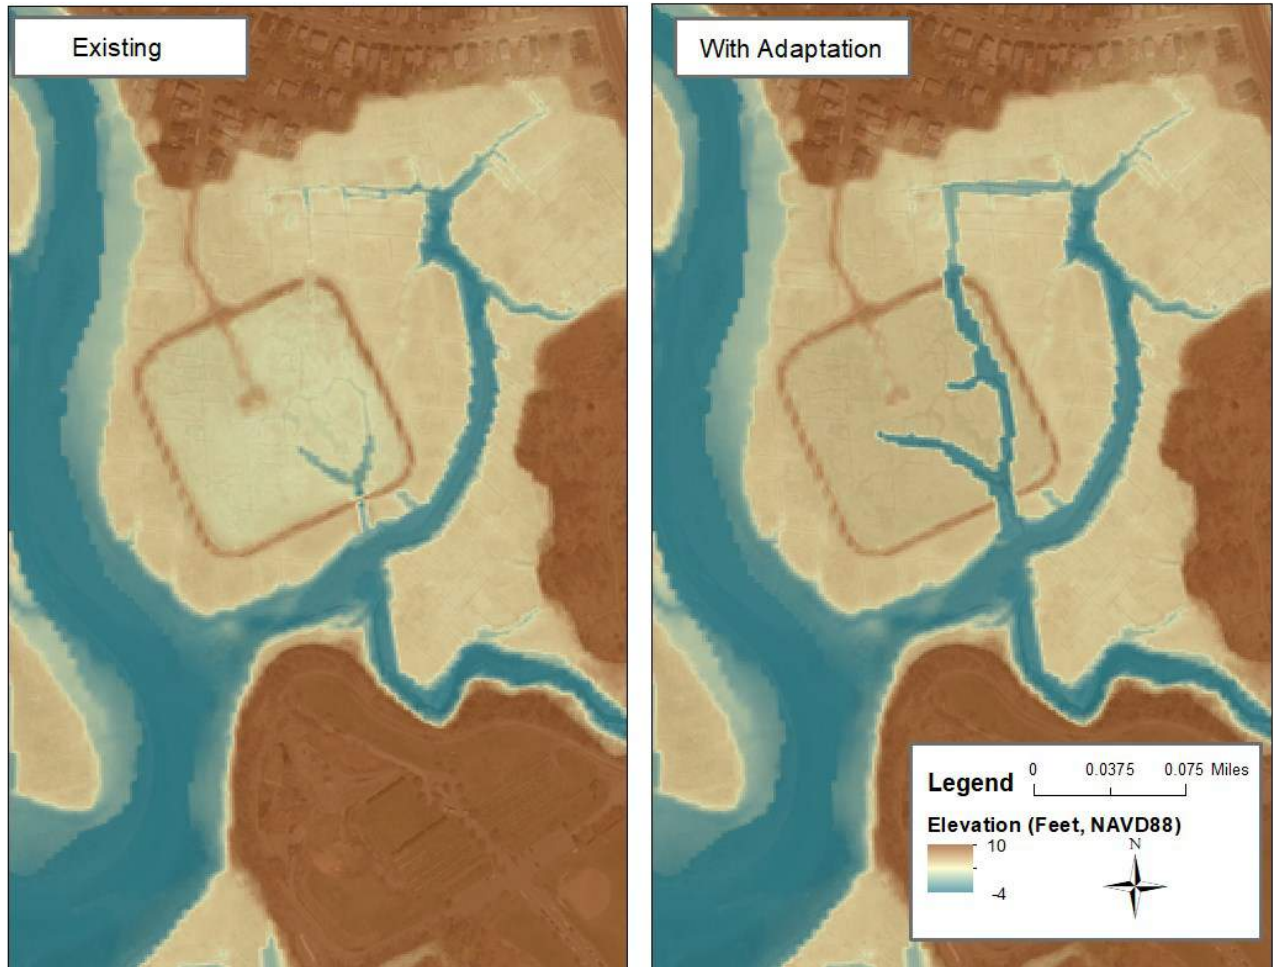 Existing
With Adaptation
Legend
0 0.0375 0.075 Miles
Elevation (Feet, NAVD88)
10
-4
N